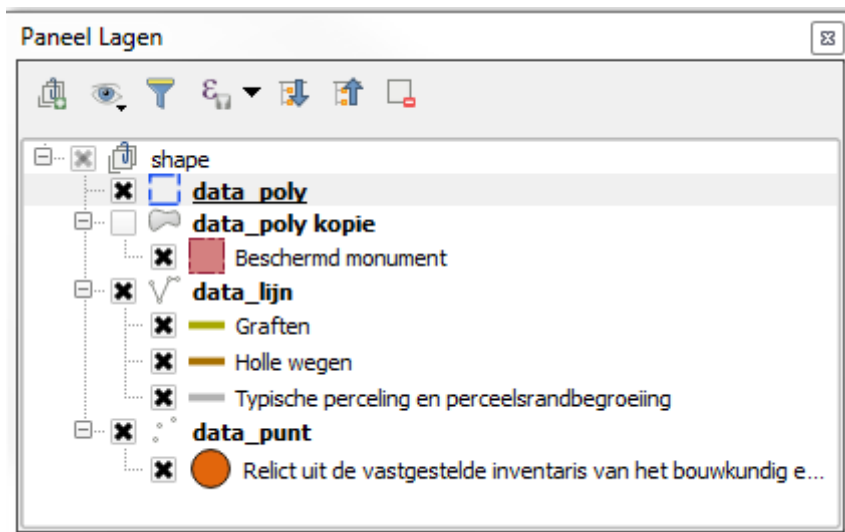 Paneel Lagen
shape
data_poly
data_poly kopie
Beschermd monument
data_lijn
Graften
Holle wegen
Typische perceling en perceelsrandbegroeiing
data_punt
Relict uit de vastgestelde inventaris van het bouwkundig e...